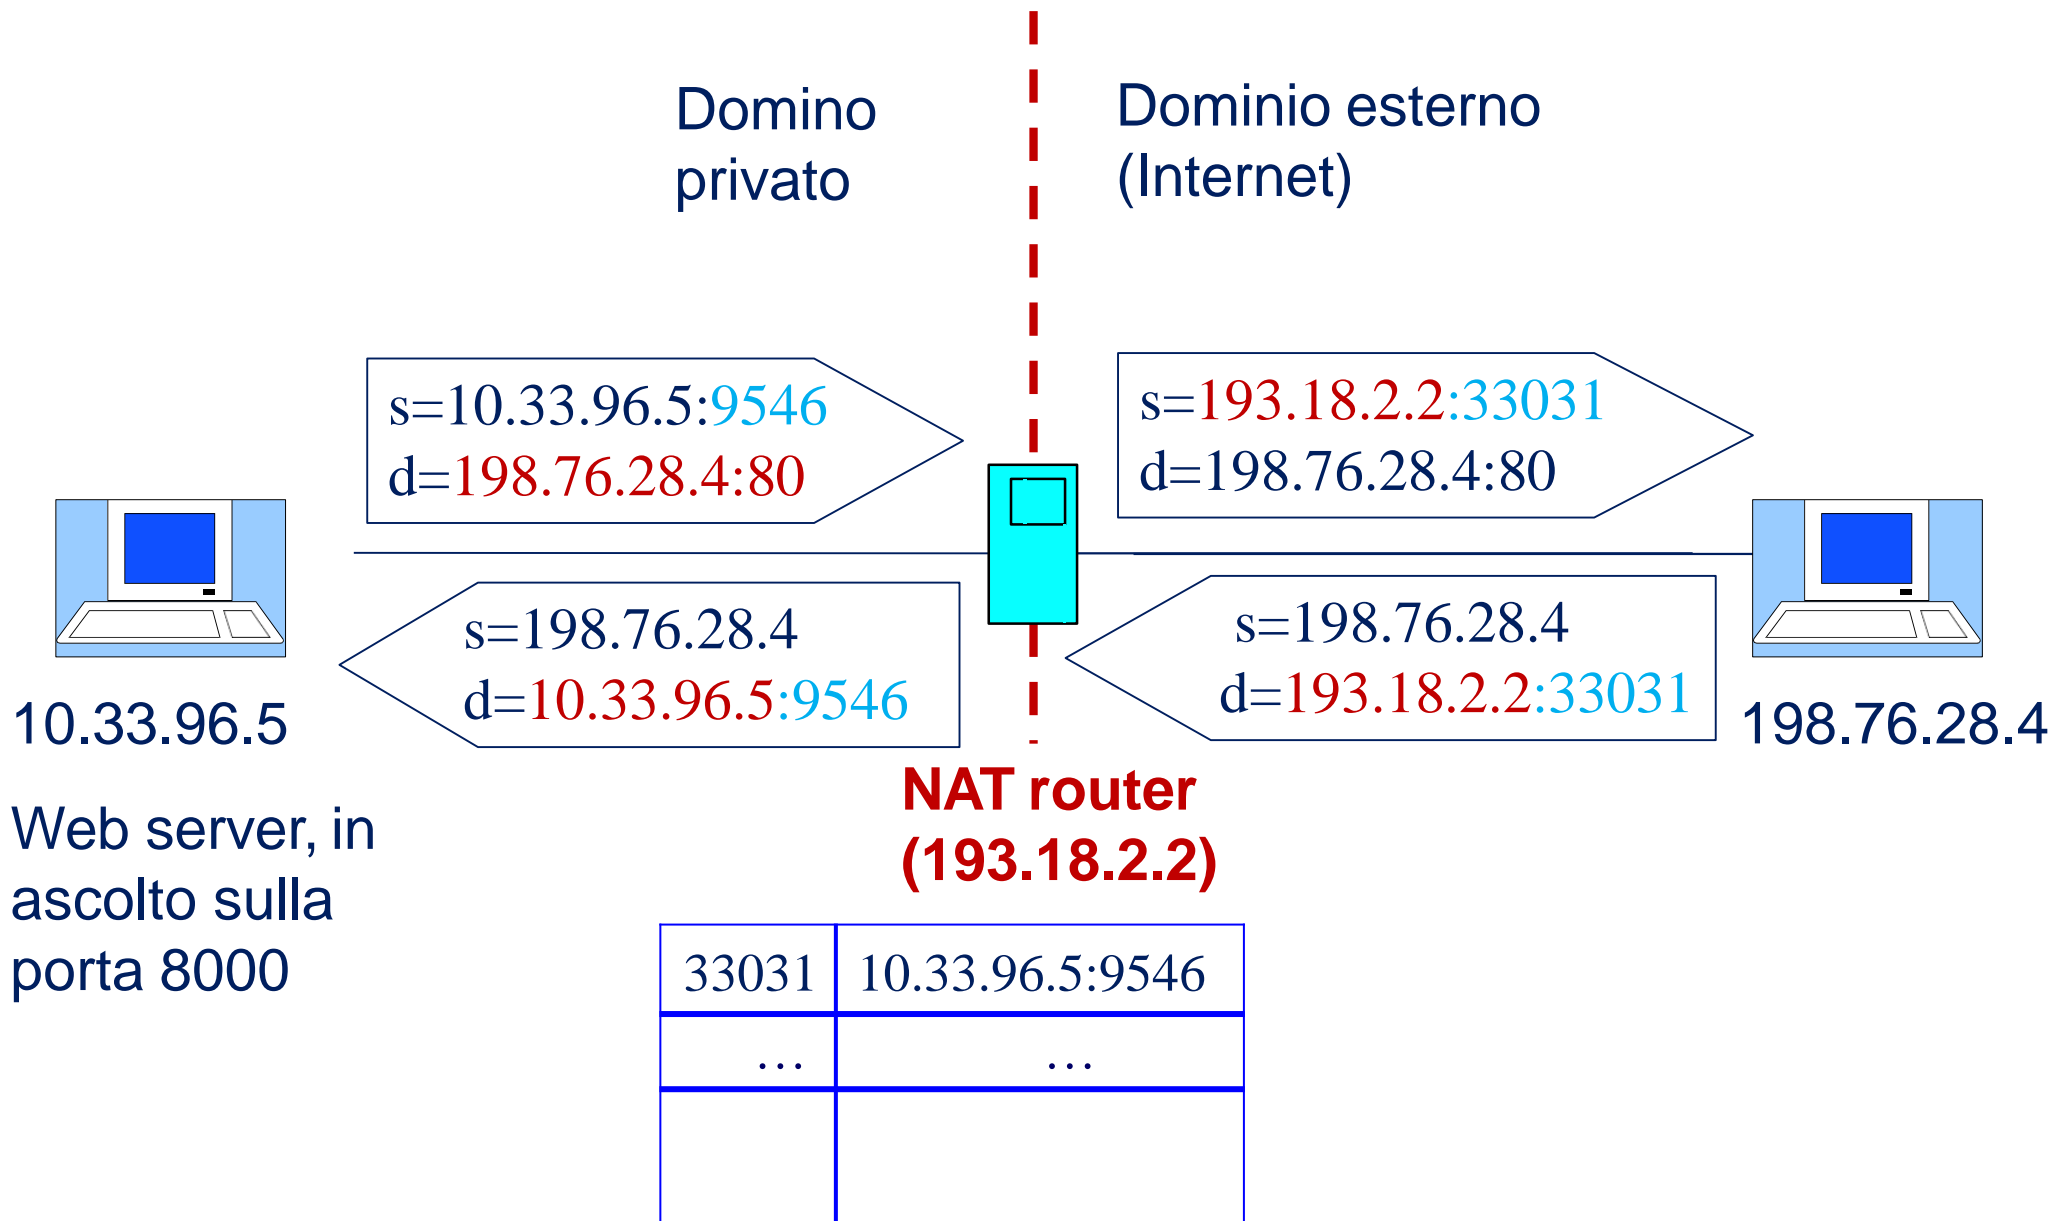 Domino
privato
Dominio esterno
(Internet)
s=10.33.96.5:9546
d=198.76.28.4:80
s=193.18.2.2:33031
d=198.76.28.4:80
s=198.76.28.4
d=10.33.96.5:9546
s=198.76.28.4
d=193.18.2.2:33031
10.33.96.5
198.76.28.4
NAT router
(193.18.2.2)
Web server, in
ascolto sulla
porta 8000
33031 10.33.96.5:9546
… …